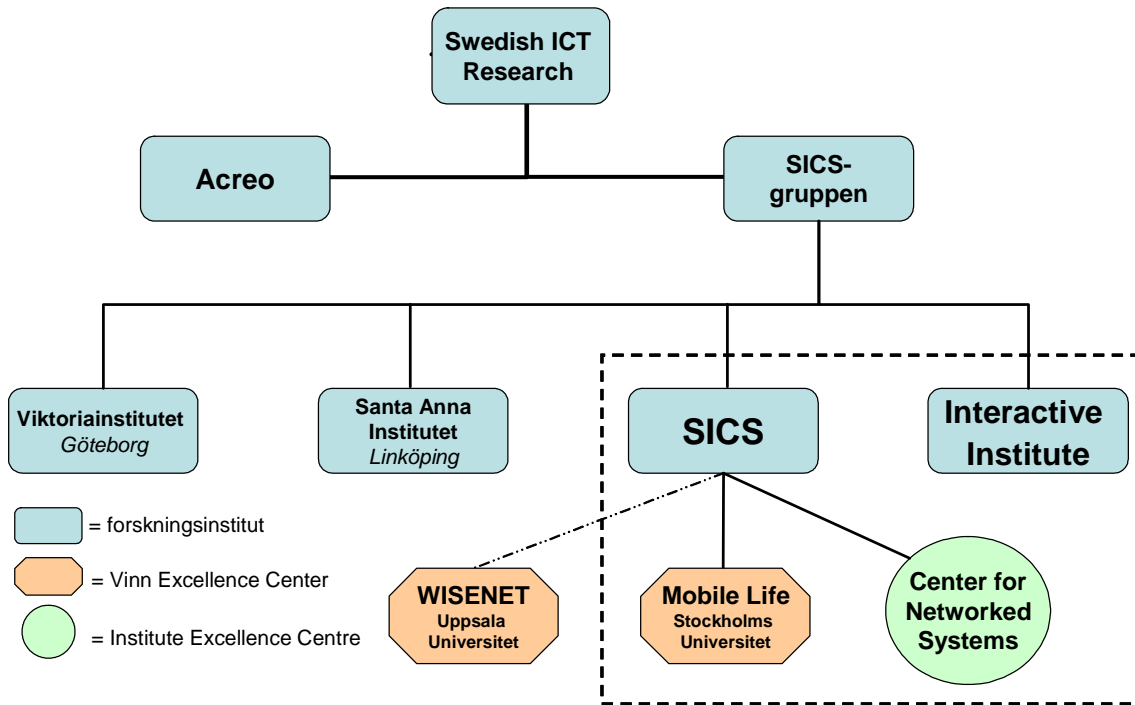 Swedish ICT
Research
Acreo
SICS-
gruppen
Viktoriainstitutet
Göteborg
Santa Anna
Institutet
Linköping
SICS
Interactive
Institute
= forskningsinstitut
= Vinn Excellence Center
= Institute Excellence Centre
WISENET
Uppsala
Universitet
Mobile Life
Stockholms
Universitet
Center for
Networked
Systems